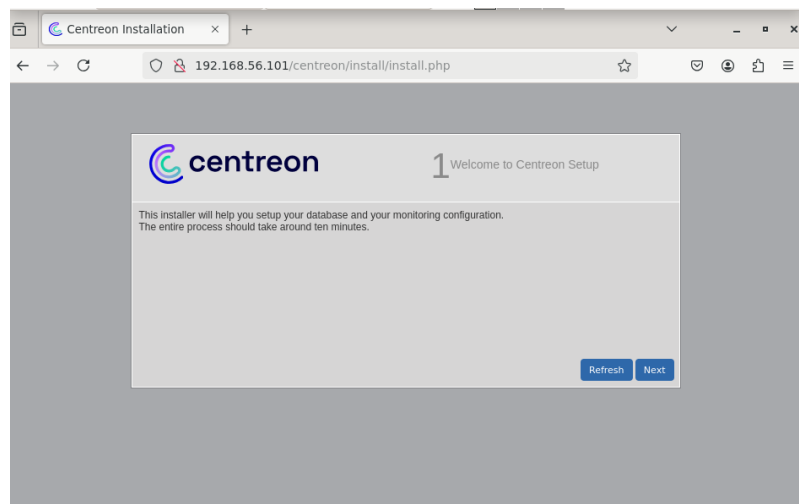 Centreon Installation
192.168.56.101/centreon/install/install.php
centreon
1 Welcome to Centreon Setup
This installer will help you setup your database and your monitoring configuration.
The entire process should take around ten minutes.
Refresh Next